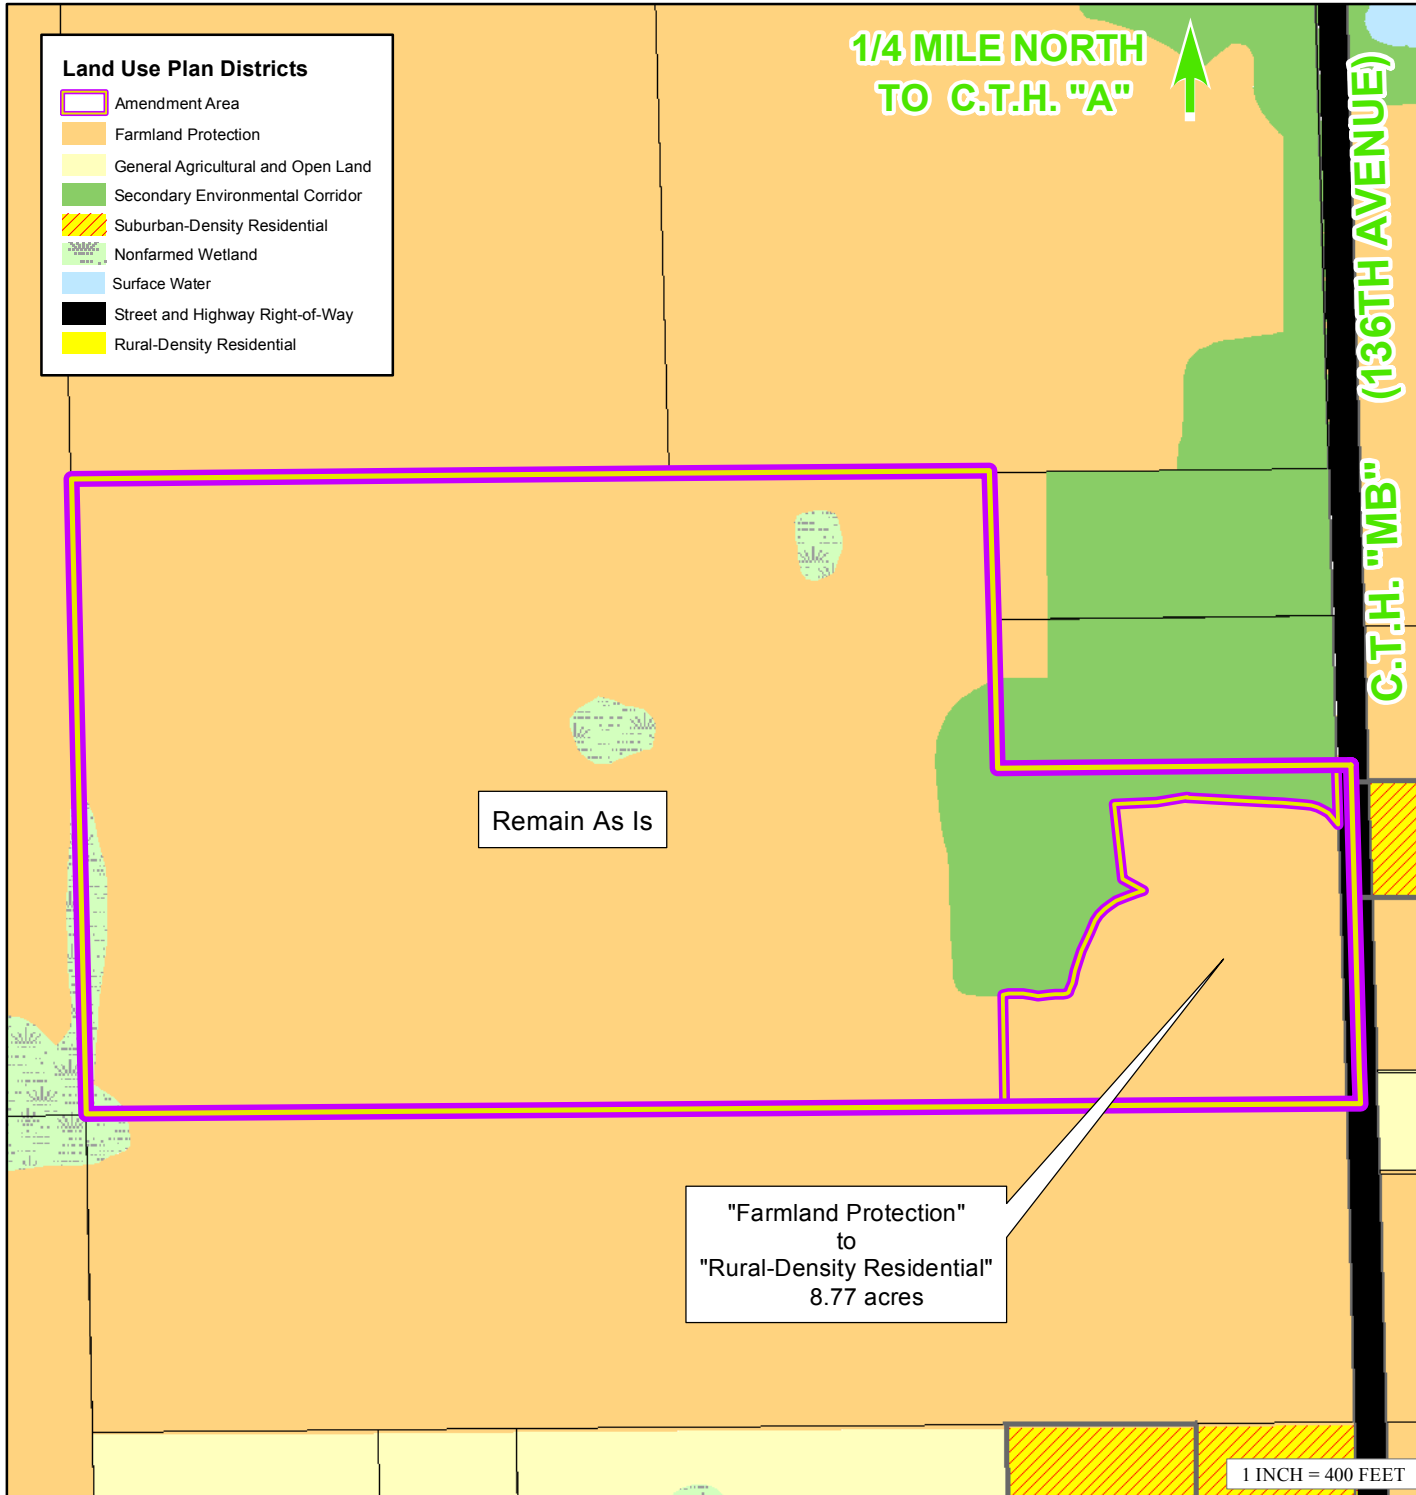 Land Use Plan Districts
Amendment Area
Farmland Protection
General Agricultural and Open Land
Secondary Environmental Corridor
Suburban-Density Residential
Nonfarmed Wetland
Surface Water
Street and Highway Right-of-Way
Rural-Density Residential
1/4 MILE NORTH
TO C.T.H. "A"
C.T.H. "MB" (136TH AVENUE)
Remain As Is
"Farmland Protection"
to
"Rural-Density Residential"
8.77 acres
1 INCH = 400 FEET